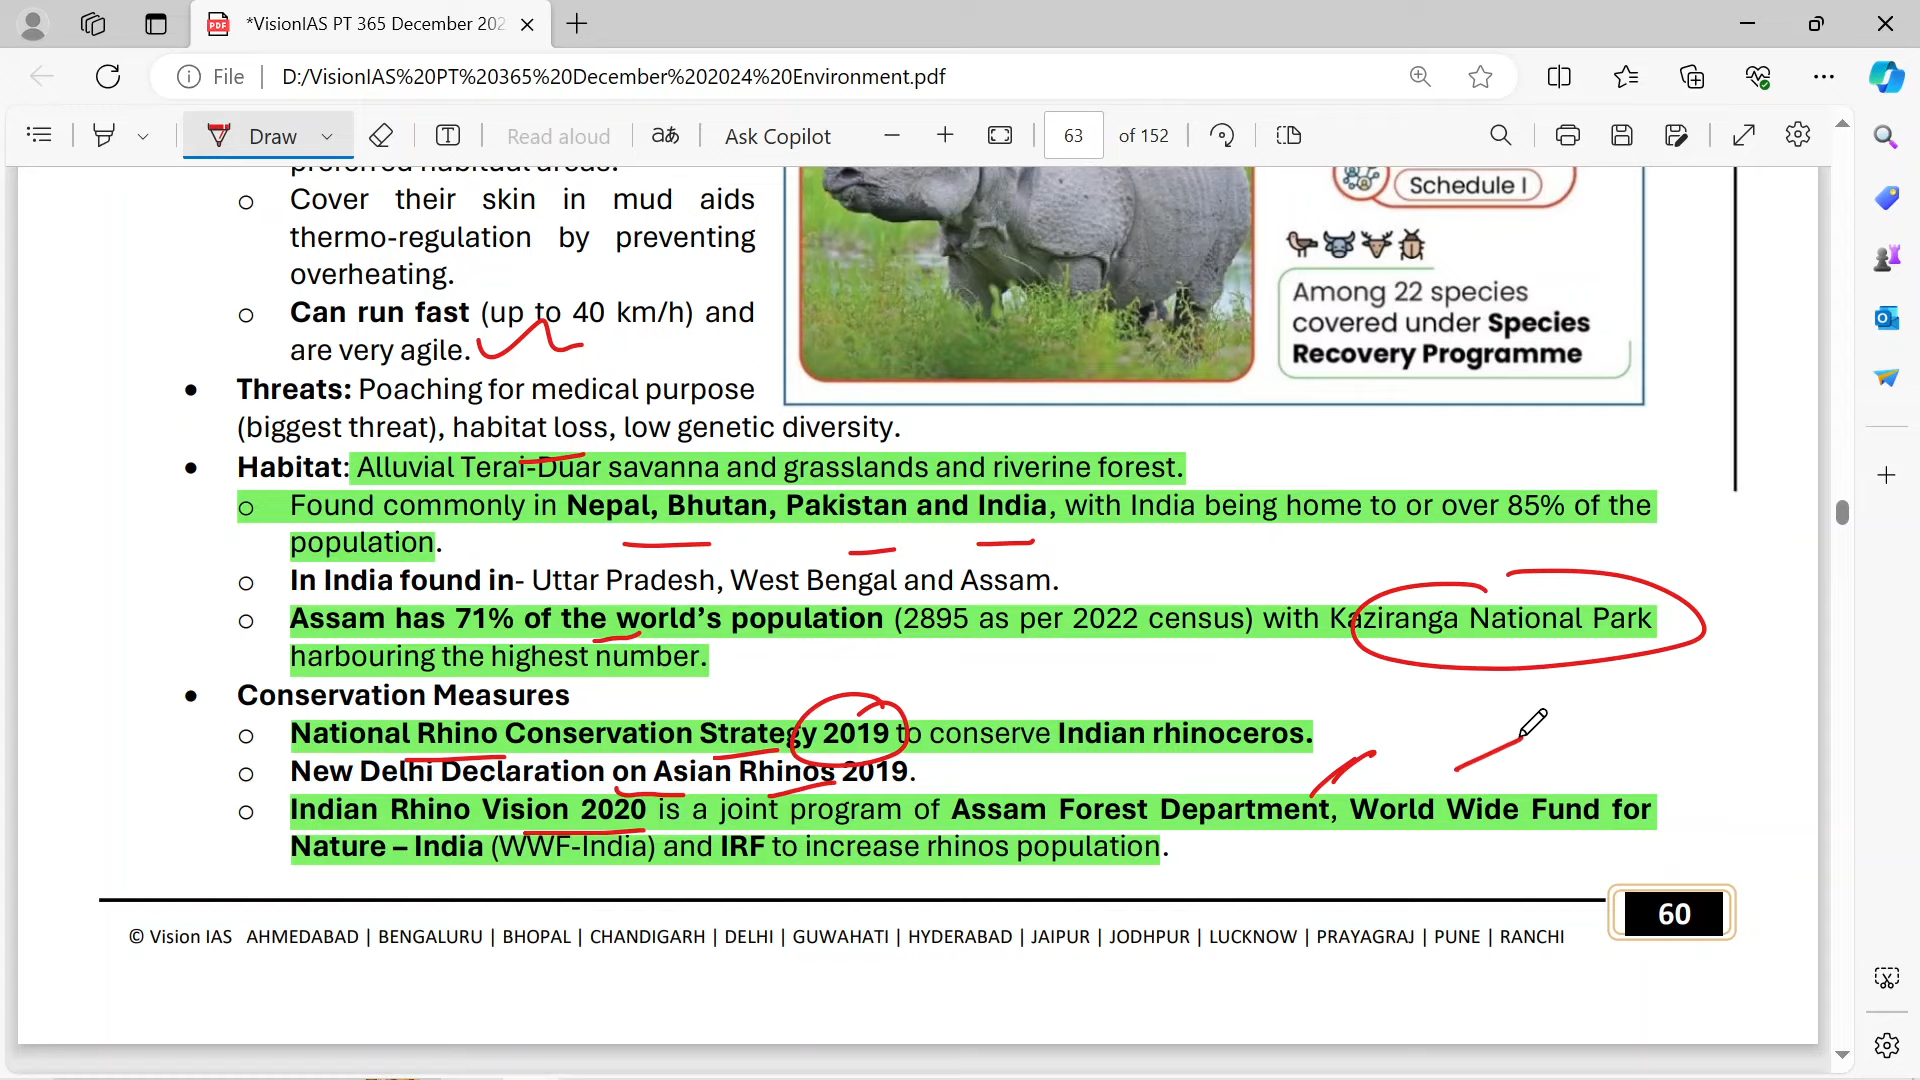 *VisionIAS PT 365 December 202
File
D:/VisionIAS%20PT%20365%20December%202024%20Environment.pdf
Draw
Read aloud
aあ
Ask Copilot
63
of 152
preferred habitual areas.
o Cover their skin in mud aids
thermo-regulation by preventing
overheating.
o Can run fast (up to 40 km/h) and
are very agile.
Schedule I
Among 22 species
covered under Species
Recovery Programme
• Threats: Poaching for medical purpose
(biggest threat), habitat loss, low genetic diversity.
• Habitat: Alluvial Terai-Duar savanna and grasslands and riverine forest.
o Found commonly in Nepal, Bhutan, Pakistan and India, with India being home to or over 85% of the
population.
o In India found in- Uttar Pradesh, West Bengal and Assam.
o Assam has 71% of the world's population (2895 as per 2022 census) with Kaziranga National Park
harbouring the highest number.
• Conservation Measures
o National Rhino Conservation Strategy 2019 to conserve Indian rhinoceros.
o New Delhi Declaration on Asian Rhinos 2019.
o Indian Rhino Vision 2020 is a joint program of Assam Forest Department, World Wide Fund for
Nature – India (WWF-India) and IRF to increase rhinos population.
60
© Vision IAS AHMEDABAD | BENGALURU | BHOPAL | CHANDIGARH | DELHI | GUWAHATI | HYDERABAD | JAIPUR | JODHPUR | LUCKNOW | PRAYAGRAJ | PUNE | RANCHI